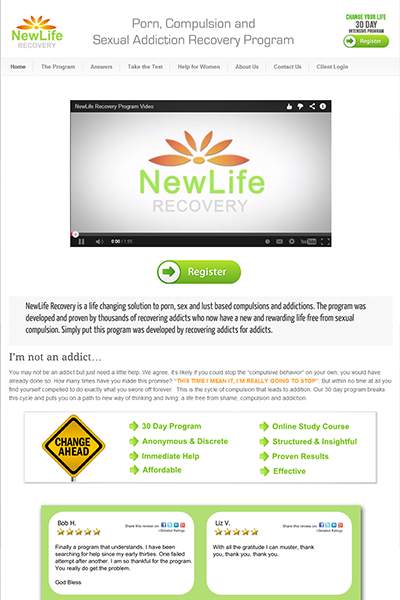 NewLife
RECOVERY
Porn, Compulsion and
Sexual Addiction Recovery Program
CHANGE YOUR LIFE
30 DAY
INTENSIVE PROGRAM
Register
Home The Program Answers Take the Test Help for Women About Us Contact Us Client Login
NewLife Recovery Program Video
NewLife
RECOVERY
0:00 / 1:55
YouTube
Register
NewLife Recovery is a life changing solution to porn, sex and lust based compulsions and addictions. The program was
developed and proven by thousands of recovering addicts who now have a new and rewarding life free from sexual
compulsion. Simply put this program was developed by recovering addicts for addicts.
I'm not an addict…
You may not be an addict but just need a little help. We agree, it's likely if you could stop the "compulsive behavior" on your own, you would have
already done so. How many times have you made this promise? "THIS TIME I MEAN IT, I'M REALLY GOING TO STOP". But within no time at all you
find yourself compelled to do exactly what you swore off forever. This is the cycle of compulsion that leads to addition. Our 30 day program breaks
this cycle and puts you on a path to new way of thinking and living, a life free from shame, compulsion and addiction.
CHANGE
AHEAD
30 Day Program
Anonymous & Discrete
Immediate Help
Affordable
Online Study Course
Structured & Insightful
Proven Results
Effective
Bob H.
Share this review on:
+Detailed Ratings
Finally a program that understands. I have been
searching for help since my early thirties. One failed
attempt after another. I am so thankful for the program.
You really do get the problem.
God Bless
Liz V.
Share this review on:
+Detailed Ratings
With all the gratitude I can muster, thank
you, thank you, thank you.